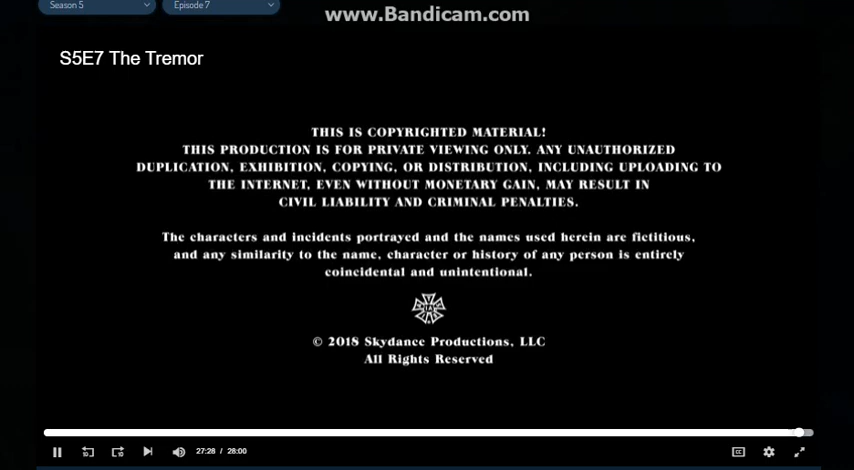 www.Bandicam.com
Season 5
Episode 7
S5E7 The Tremor
THIS IS COPYRIGHTED MATERIAL!
THIS PRODUCTION IS FOR PRIVATE VIEWING ONLY. ANY UNAUTHORIZED
DUPLICATION, EXHIBITION, COPYING, OR DISTRIBUTION, INCLUDING UPLOADING TO
THE INTERNET, EVEN WITHOUT MONETARY GAIN, MAY RESULT IN
CIVIL LIABILITY AND CRIMINAL PENALTIES.
The characters and incidents portrayed and the names used herein are fictitious,
and any similarity to the name, character or history of any person is entirely
coincidental and unintentional.
© 2018 Skydance Productions, LLC
All Rights Reserved
27:28 / 28:00
CC